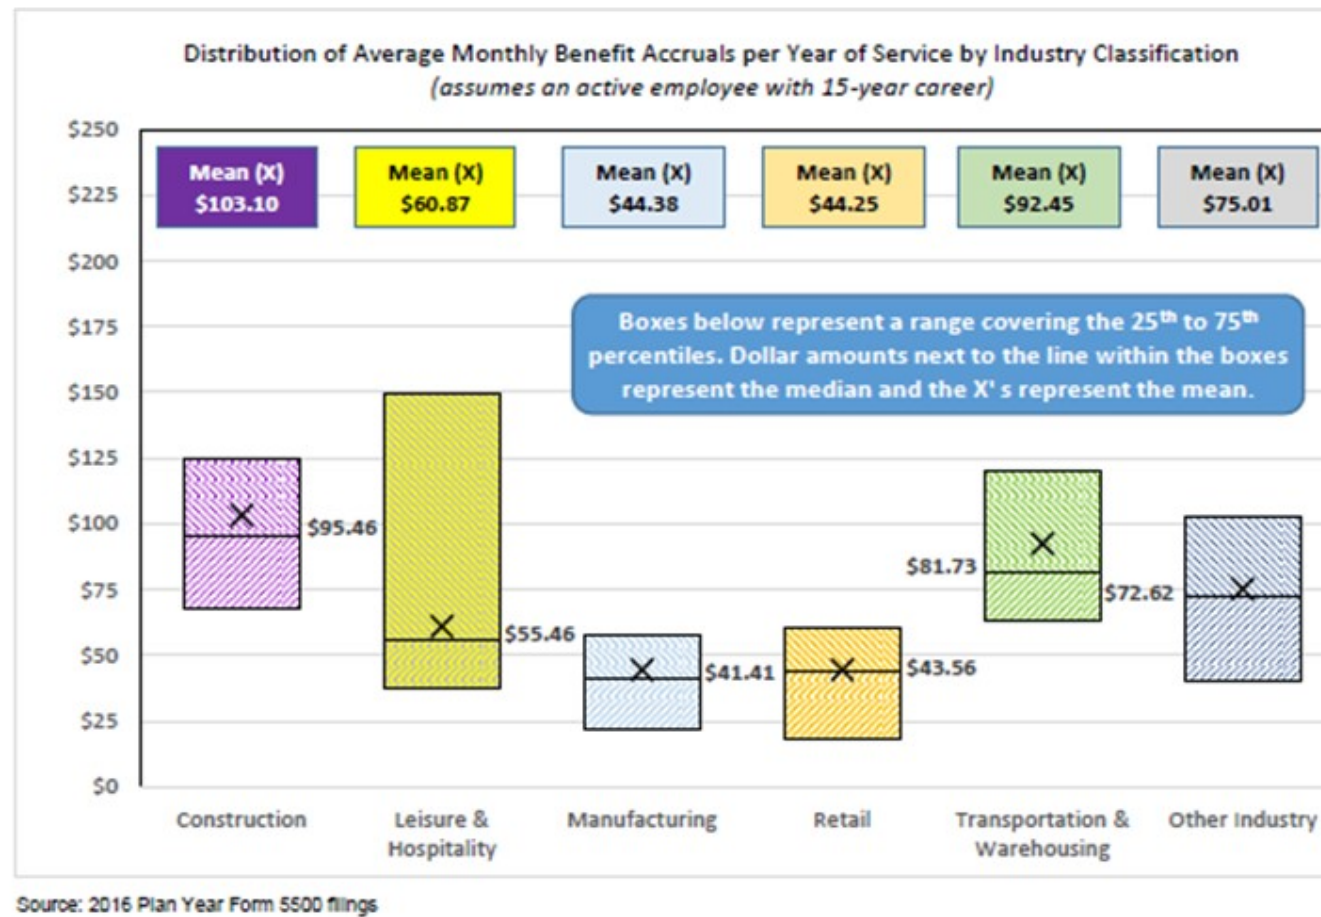 Distribution of Average Monthly Benefit Accruals per Year of Service by Industry Classification
(assumes an active employee with 15-year career)
$250
$225
$200
$175
$150
$125
$100
$75
$50
$25
$0
Mean (X)
$103.10
Mean (X)
$60.87
Mean (X)
$44.38
Mean (X)
$44.25
Mean (X)
$92.45
Mean (X)
$75.01
Boxes below represent a range covering the 25th to 75th
percentiles. Dollar amounts next to the line within the boxes
represent the median and the X' s represent the mean.
$95.46
$55.46
$41.41
$43.56
$81.73
$72.62
Construction
Leisure &
Hospitality
Manufacturing
Retail
Transportation &
Warehousing
Other Industry
Source: 2016 Plan Year Form 5500 filings